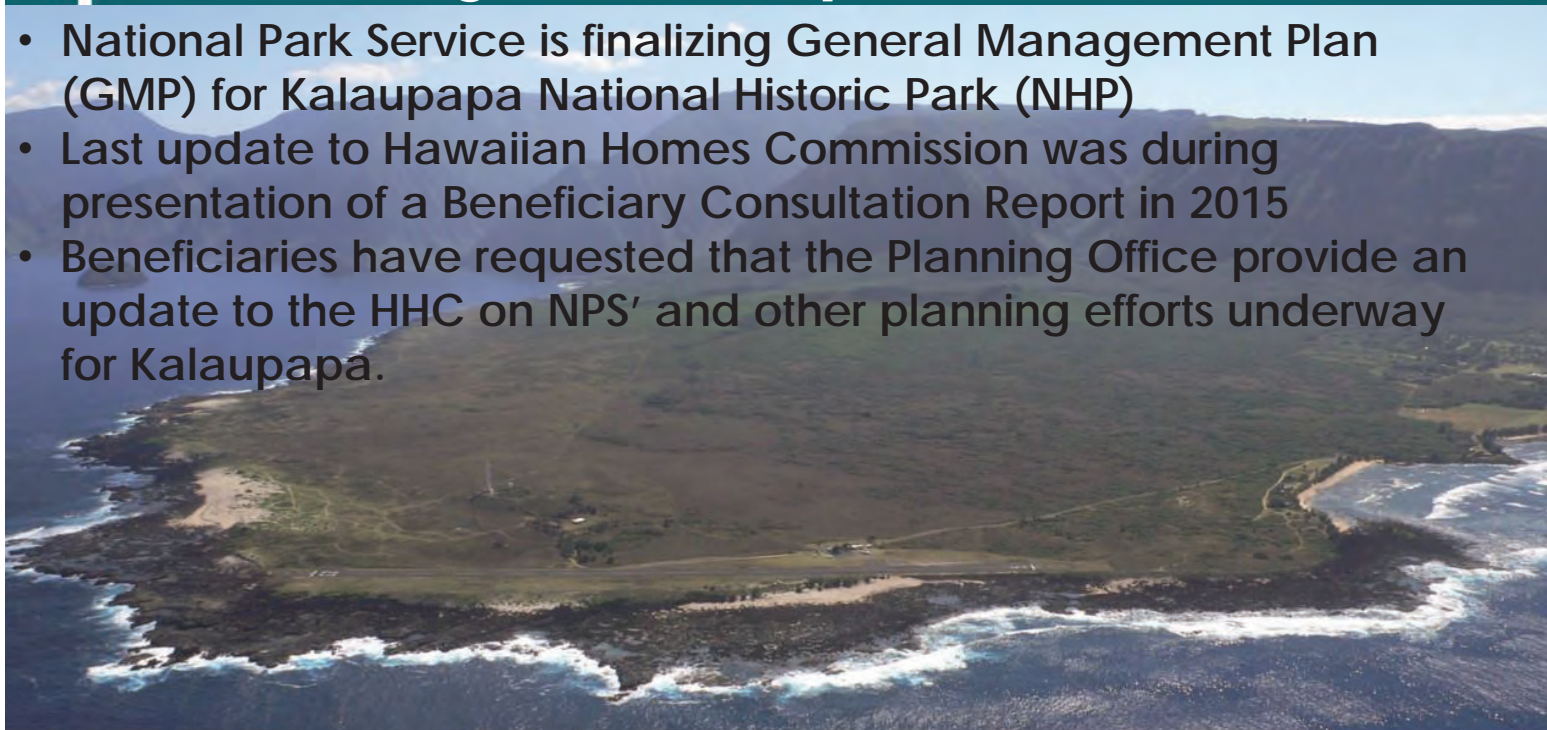 • National Park Service is finalizing General Management Plan
(GMP) for Kalaupapa National Historic Park (NHP)
• Last update to Hawaiian Homes Commission was during
presentation of a Beneficiary Consultation Report in 2015
• Beneficiaries have requested that the Planning Office provide an
update to the HHC on NPS’ and other planning efforts underway
for Kalaupapa.